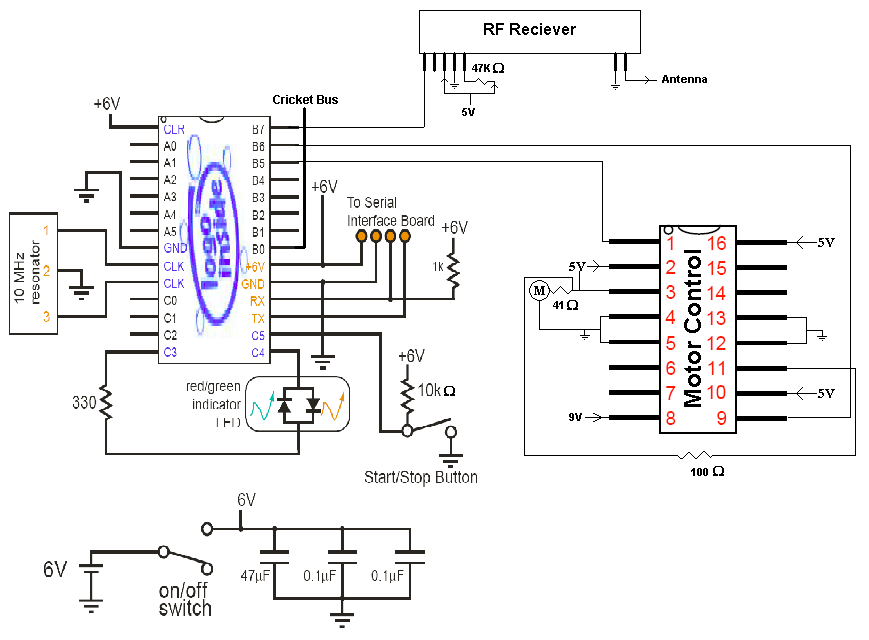 RF Reciever
47K Ω
5V
Antenna
Cricket Bus
+6V
CLR
A0
A1
A2
A3
A4
A5
GND
CLK
CLK
C0
C1
C2
C3
B7
B6
B5
B4
B3
B2
B1
B0
+6V
GND
RX
TX
C5
C4
logo
inside
10 MHz
resonator
1
2
3
+6V
To Serial
Interface Board
+6V
1K
330
red/green
indicator
LED
+6V
10kΩ
Start/Stop Button
Motor Control
1
2
3
4
5
6
7
8
16
15
14
13
12
11
10
9
5V
5V
5V
9V
M
41 Ω
100 Ω
6V
on/off
switch
6V
47µF
0.1µF
0.1µF